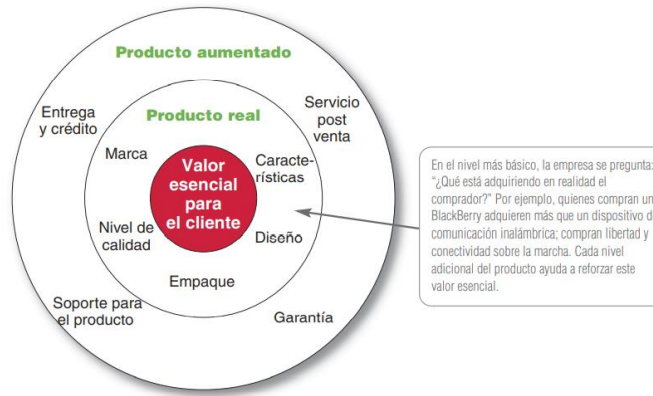 Producto aumentado
Entrega
y crédito
Servicio
post
venta
Producto real
Marca
Caracte-
rísticas
Valor
esencial
para
el cliente
Nivel de
calidad
Diseño
Empaque
Soporte para
el producto
Garantía
En el nivel más básico, la empresa se pregunta:
“¿Qué está adquiriendo en realidad el
comprador?” Por ejemplo, quienes compran un
BlackBerry adquieren más que un dispositivo d
comunicación inalámbrica; compran libertad y
conectividad sobre la marcha. Cada nivel
adicional del producto ayuda a reforzar este
valor esencial.